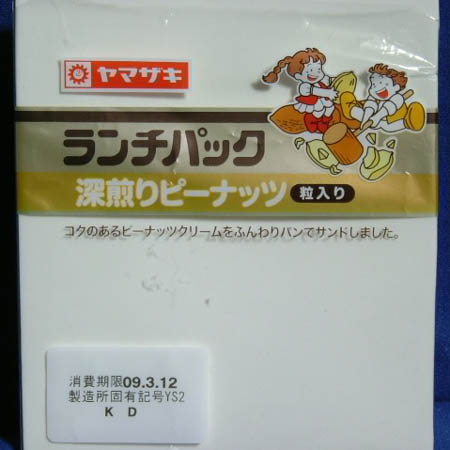 ヤマザキ
ランチパック
深煎りピーナッツ 粒入り
コクのあるピーナッツクリームをふんわりパンでサンドしました。
消費期限09.3.12
製造所固有記号YS2
K D